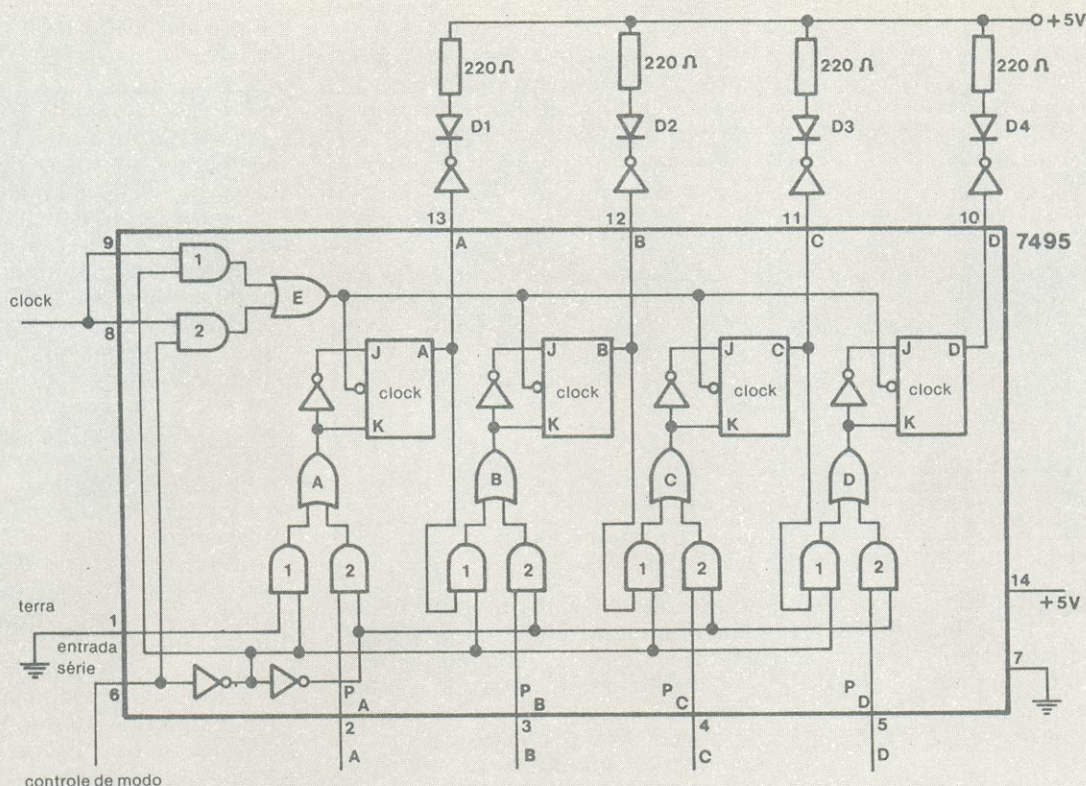 +5V
220 Ω 220 Ω 220 Ω 220 Ω
D1 D2 D3 D4
13 12 11 10
9 A B C D 7495
1
clock E
8 2
J A J B J C J D
clock clock clock clock
K K K K
A B C D
1 2 1 2 1 2 1 2
14
+5V
terra
1
entrada
série
7
6
P A P B P C P D
2 3 4 5
A B C D
controle de modo